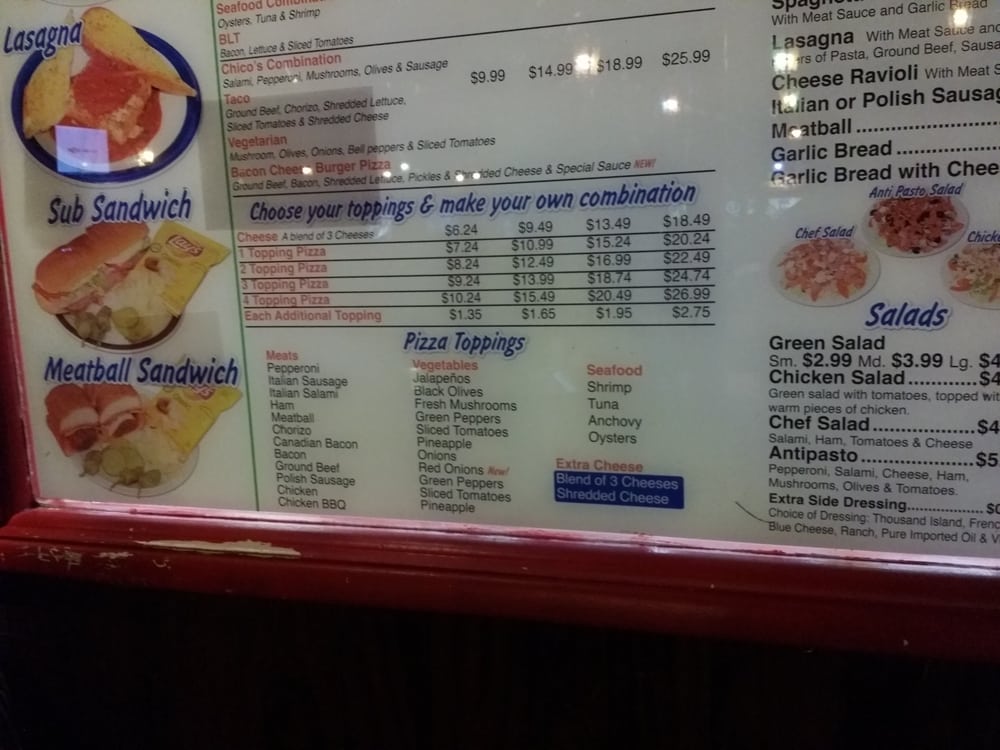 Lasagna
Sub Sandwich
Lay's
Meatball Sandwich
Seafood
Oysters, Tuna & Shrimp
BLT
Bacon, Lettuce & Sliced Tomatoes
Chico's Combination
Salami, Pepperoni, Mushrooms, Olives & Sausage
$9.99 $14.99 $18.99 $25.99
Taco
Ground Beef, Chorizo, Shredded Lettuce,
Sliced Tomatoes & Shredded Cheese
Vegetarian
Mushroom, Olives, Onions, Bell peppers & Sliced Tomatoes
Bacon Cheese Burger Pizza
Ground Beef, Bacon, Shredded Lettuce, Pickles & Shredded Cheese & Special Sauce NEW!
Choose your toppings & make your own combination
Cheese A blend of 3 Cheeses $6.24 $9.49 $13.49 $18.49
1 Topping Pizza $7.24 $10.99 $15.24 $20.24
2 Topping Pizza $8.24 $12.49 $16.99 $22.49
3 Topping Pizza $9.24 $13.99 $18.74 $24.74
4 Topping Pizza $10.24 $15.49 $20.49 $26.99
Each Additional Topping $1.35 $1.65 $1.95 $2.75
Pizza Toppings
Meats
Pepperoni
Italian Sausage
Italian Salami
Ham
Meatball
Chorizo
Canadian Bacon
Bacon
Ground Beef
Polish Sausage
Chicken
Chicken BBQ
Vegetables
Jalapeños
Black Olives
Fresh Mushrooms
Green Peppers
Sliced Tomatoes
Pineapple
Onions
Red Onions New!
Green Peppers
Sliced Tomatoes
Pineapple
Seafood
Shrimp
Tuna
Anchovy
Oysters
Extra Cheese
Blend of 3 Cheeses
Shredded Cheese
With Meat Sauce and Garlic Bread
Lasagna With Meat Sauce and
of Pasta, Ground Beef,
Cheese Ravioli With Meat
Italian or Polish
Meatball
Garlic Bread
Garlic Bread with
Anti Pasto Salad
Chef Salad
Salads
Green Salad
Sm. $2.99 Md. $3.99 Lg.
Chicken Salad
Green salad with tomatoes, topped
warm pieces of chicken.
Chef Salad
Salami, Ham, Tomatoes & Cheese
Antipasto
Pepperoni, Salami, Cheese, Ham,
Mushrooms, Olives & Tomatoes.
Extra Side Dressing
Choice of Dressing: Thousand Island,
Blue Cheese, Ranch, Pure Imported Oil &